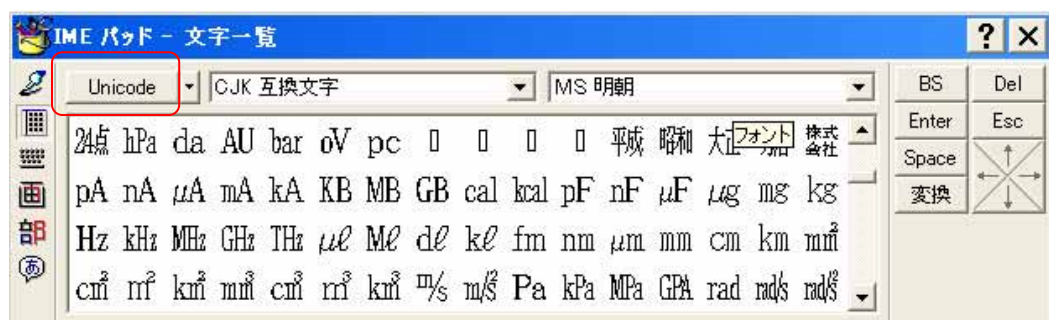 IME パッド - 文字一覧
Unicode CJK 互換文字 MS 明朝 BS Del
㍰ ㍱ ㍲ ㍳ ㍴ ㍵ ㍶ ㍻ ㍼ フォント ㍿ Enter Esc
㎀ ㎁ ㎂ ㎃ ㎄ ㎅ ㎆ ㎇ ㎈ ㎉ ㎊ ㎋ ㎌ ㎍ ㎎ ㎏ Space
変換
㎐ ㎑ ㎒ ㎓ ㎔ ㎕ ㎖ ㎗ ㎘ ㎙ ㎚ ㎛ ㎜ ㎝ ㎞ ㎟
㎠ ㎡ ㎢ ㎣ ㎤ ㎥ ㎦ ㎧ ㎨ ㎩ ㎪ ㎫ ㎬ ㎭ ㎮ ㎯